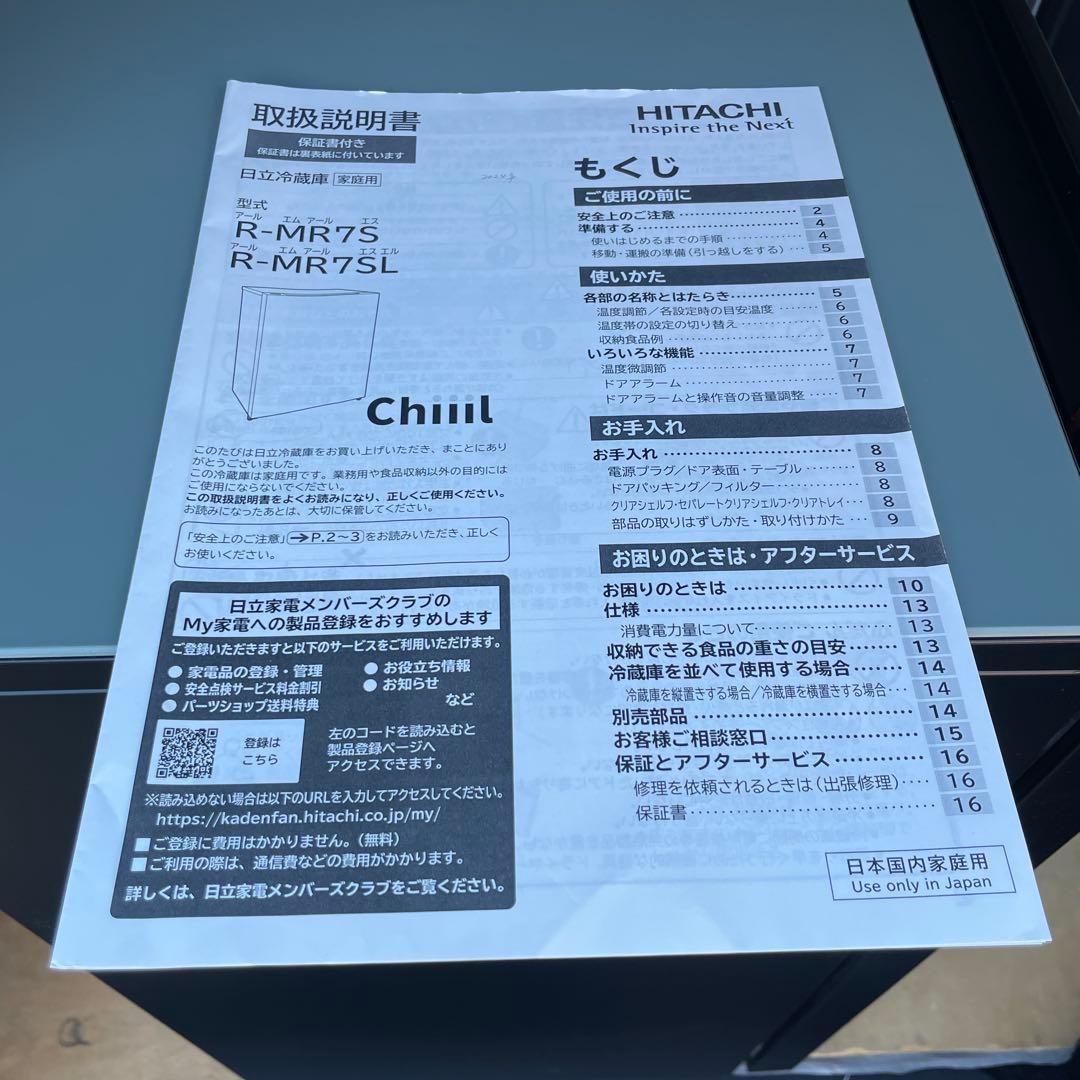 取扱説明書
保証書付き
保証書は裏表紙に付いています
日立冷蔵庫 家庭用
2024年
型式
アール エム アール エス
R-MR7S
アール エム アール エス エル
R-MR7SL
Chiiil
このたびは日立冷蔵庫をお買い上げいただき、まことにあり
がとうございました。
この冷蔵庫は家庭用です。業務用や食品収納以外の目的には
ご使用にならないでください。
この取扱説明書をよくお読みになり、正しくご使用ください。
お読みになったあとは、大切に保管してください。
「安全上のご注意」(→P.2~3)をお読みいただき、正しく
お使いください。
日立家電メンバーズクラブの
My家電への製品登録をおすすめします
ご登録いただきますと以下のサービスをご利用いただけます。
● 家電品の登録・管理 ● お役立ち情報
● 安全点検サービス料金割引 ● お知らせ
● パーツショップ送料特典 など
登録は
こちら
左のコードを読み込むと
製品登録ページへ
アクセスできます。
※読み込めない場合は以下のURLを入力してアクセスしてください。
https://kadenfan.hitachi.co.jp/my/
■ご登録に費用はかかりません。(無料)
■ご利用の際は、通信費などの費用がかかります。
詳しくは、日立家電メンバーズクラブをご覧ください。
HITACHI
Inspire the Next
もくじ
ご使用の前に
安全上のご注意 2
準備する 4
使いはじめるまでの手順 4
移動・運搬の準備(引っ越しをする) 5
使いかた
各部の名称とはたらき 5
温度調節/各設定時の目安温度 6
温度帯の設定の切り替え 6
収納食品例 6
いろいろな機能 7
温度微調節 7
ドアアラーム 7
ドアアラームと操作音の音量調整 7
お手入れ
お手入れ 8
電源プラグ/ドア表面・テーブル 8
ドアパッキング/フィルター 8
クリアシェルフ・セパレートクリアシェルフ・クリアトレイ 8
部品の取りはずしかた・取り付けかた 9
お困りのときは・アフターサービス
お困りのときは 10
仕様 13
消費電力量について 13
収納できる食品の重さの目安 13
冷蔵庫を並べて使用する場合 14
冷蔵庫を縦置きする場合/冷蔵庫を横置きする場合 14
別売部品 14
お客様ご相談窓口 15
保証とアフターサービス 16
修理を依頼されるときは(出張修理) 16
保証書 16
日本国内家庭用
Use only in Japan